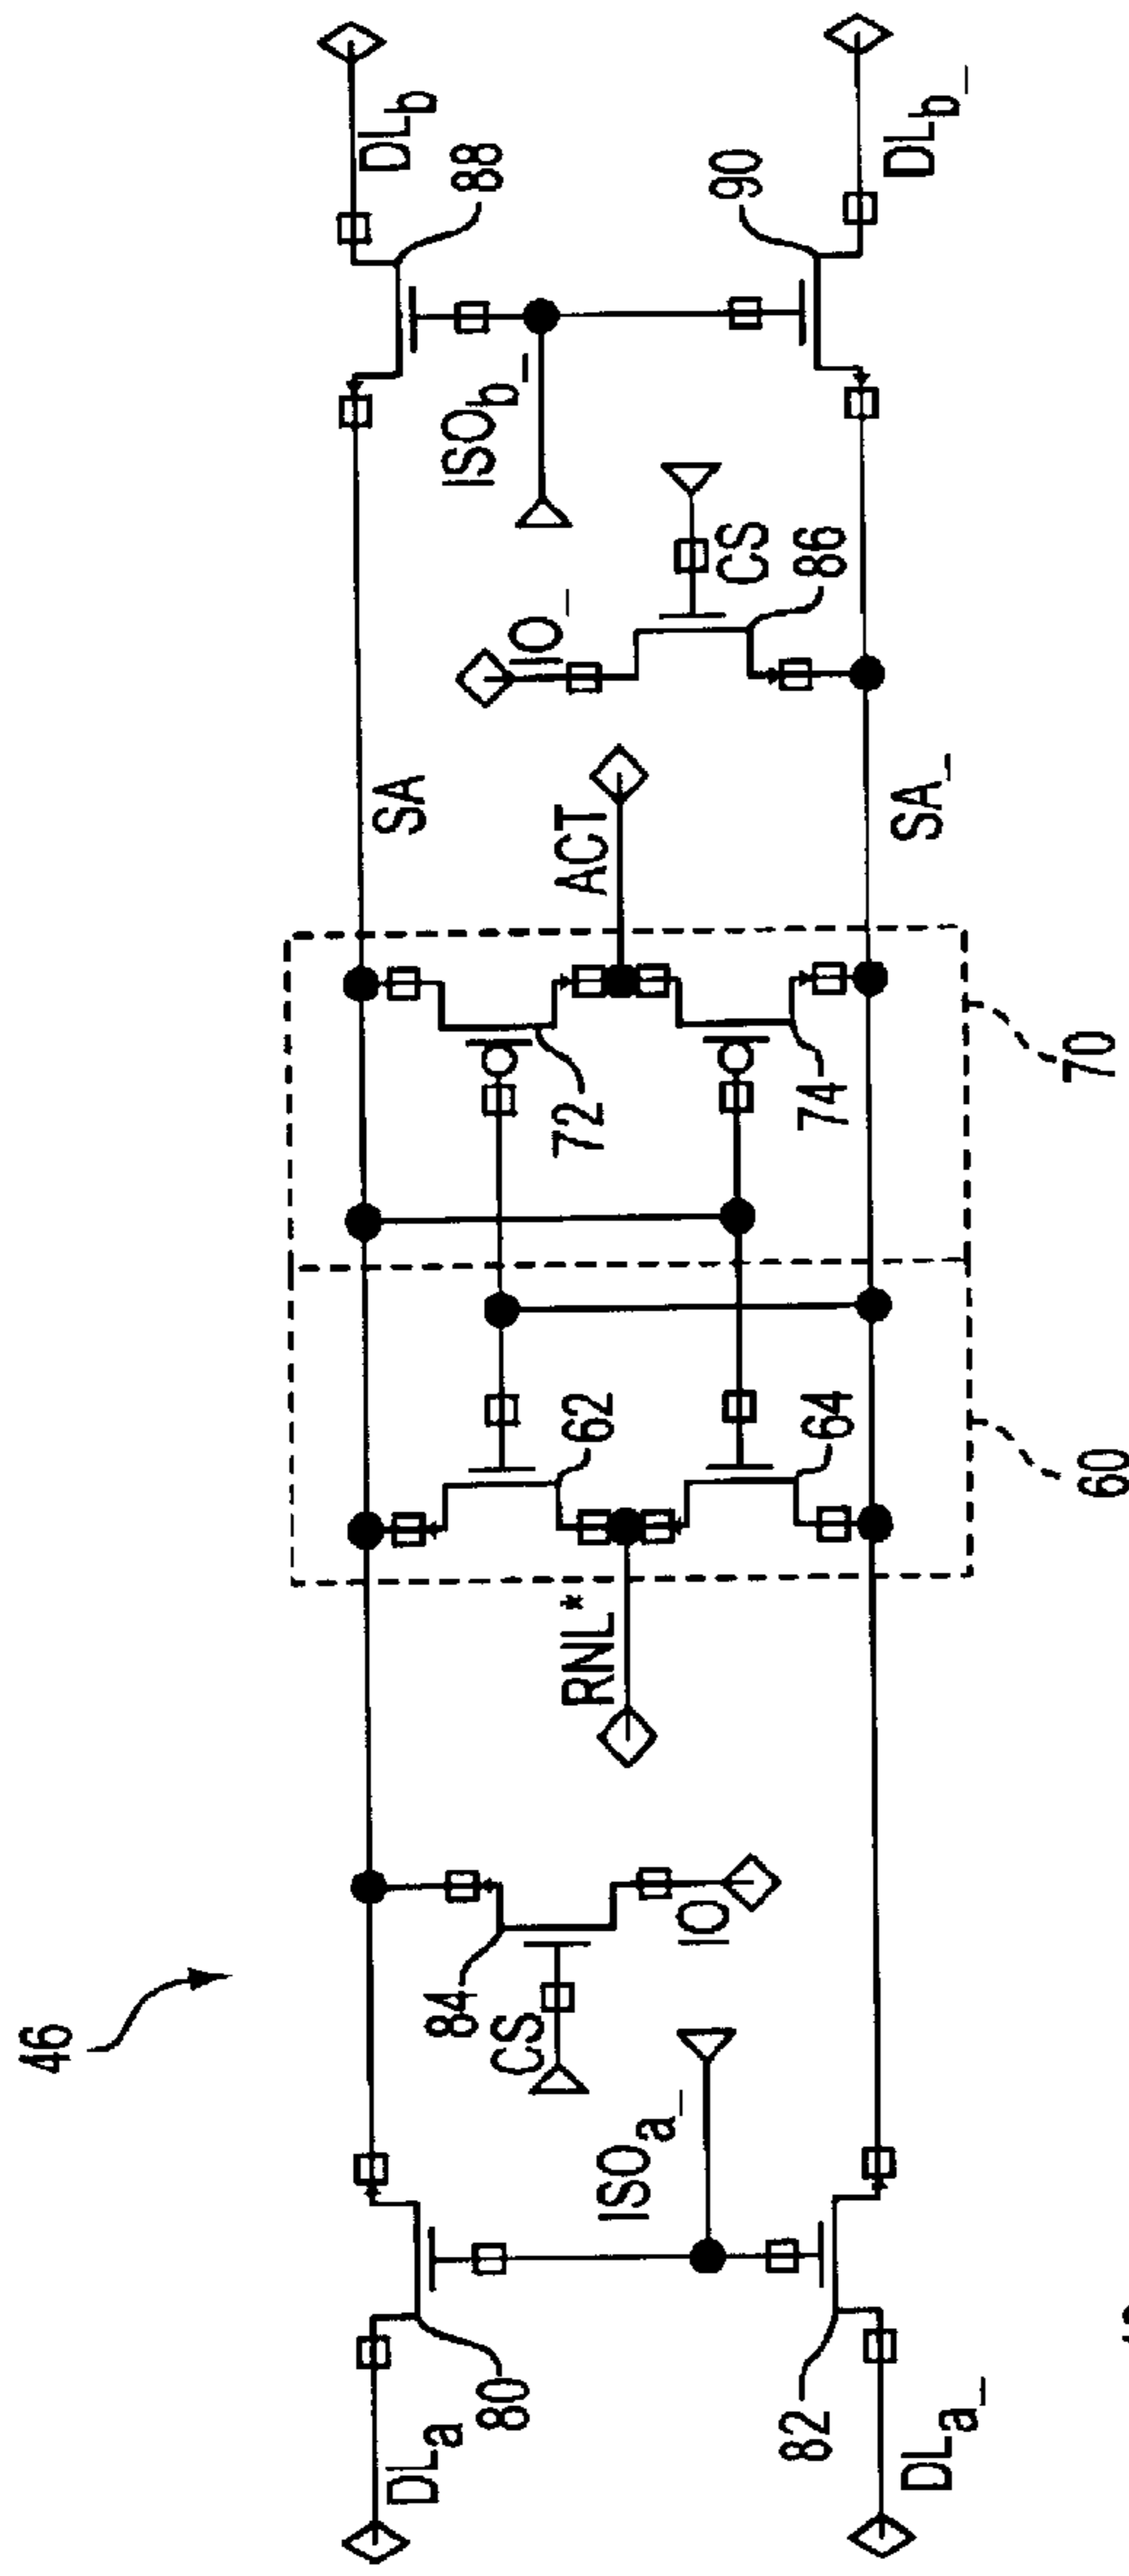 46
DLa
80
DLa_
82
ISOa_
84
CS
IO
RNL*
62
64
60
72
74
70
ACT
SA
SA_
IO_
CS
86
ISOb_
DLb
88
90
DLb_